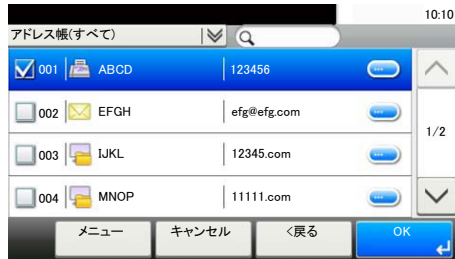 10:10
アドレス帳(すべて)
001 ABCD 123456
002 EFGH efg@efg.com
1/2
003 IJKL 12345.com
004 MNOP 11111.com
メニュー キャンセル <戻る OK